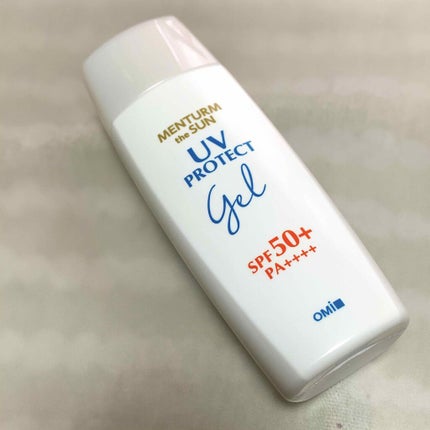 MENTURM
the SUN
UV
PROTECT
Gel
SPF50+
PA++++
OMI